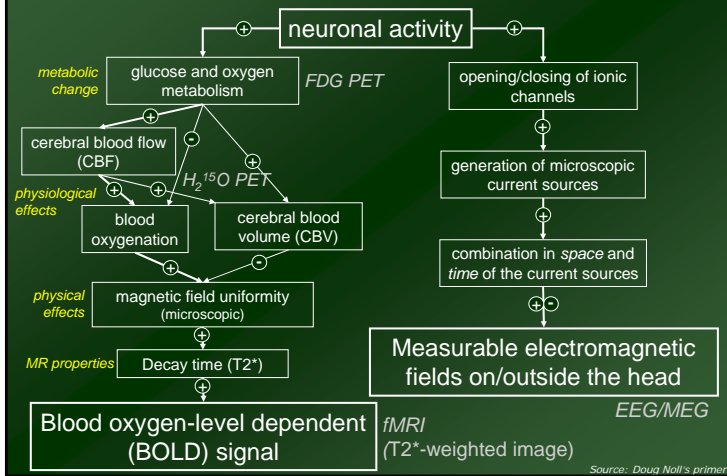 neuronal activity
+
+
metabolic
change
glucose and oxygen
metabolism
FDG PET
opening/closing of ionic
channels
+
-
+
+
cerebral blood flow
(CBF)
H₂¹⁵O PET
generation of microscopic
current sources
physiological
effects
+
+
+
blood
oxygenation
cerebral blood
volume (CBV)
combination in space and
time of the current sources
+
-
+-
physical
effects
magnetic field uniformity
(microscopic)
+
MR properties
Decay time (T2*)
Measurable electromagnetic
fields on/outside the head
+
EEG/MEG
Blood oxygen-level dependent
(BOLD) signal
fMRI
(T2*-weighted image)
Source: Doug Noll's primer